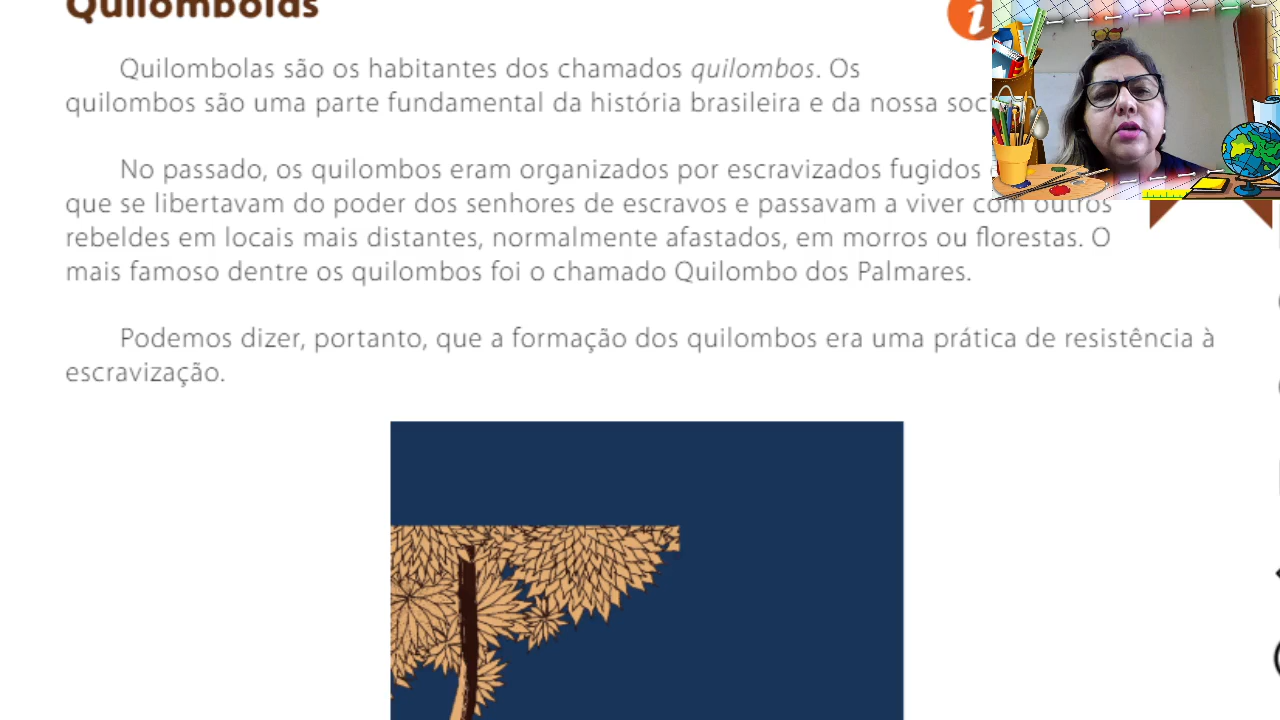 Quilombolas
Quilombolas são os habitantes dos chamados quilombos. Os
quilombos são uma parte fundamental da história brasileira e da nossa
No passado, os quilombos eram organizados por escravizados fugidos
que se libertavam do poder dos senhores de escravos e passavam a viver com outros
rebeldes em locais mais distantes, normalmente afastados, em morros ou florestas. O
mais famoso dentre os quilombos foi o chamado Quilombo dos Palmares.
Podemos dizer, portanto, que a formação dos quilombos era uma prática de resistência à
escravização.